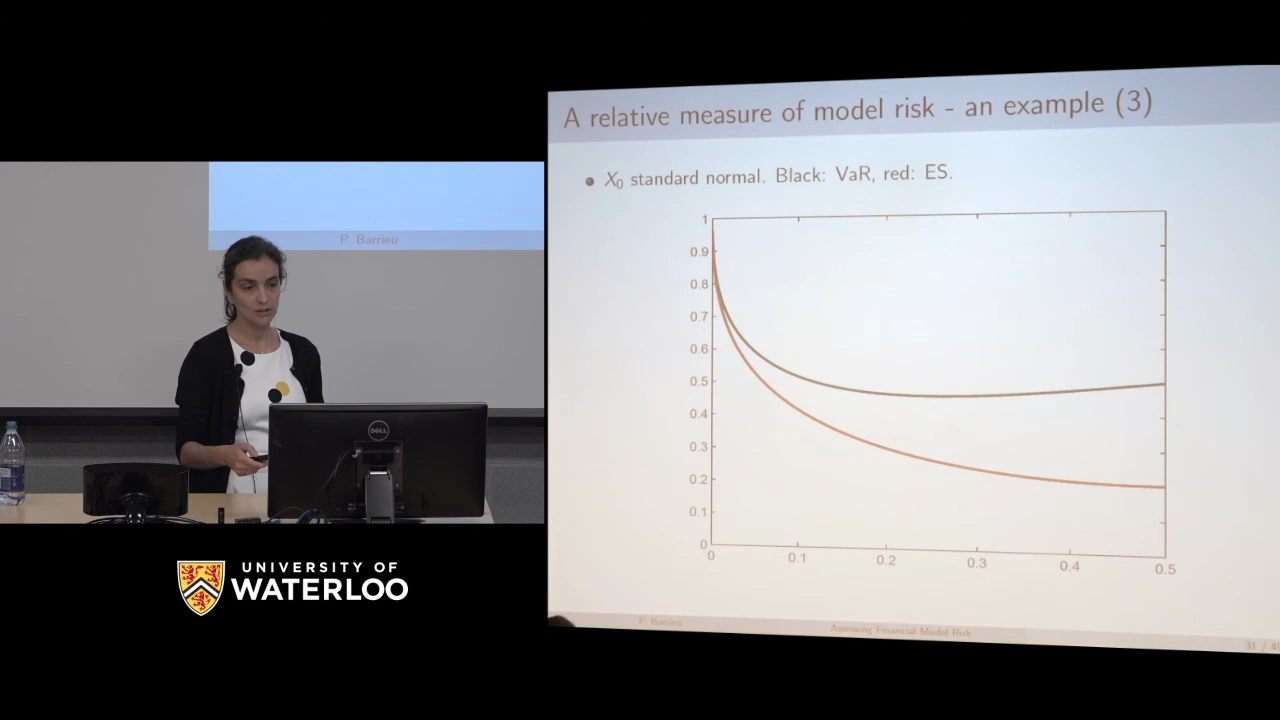 P. Barrieu
DELL
UNIVERSITY OF
WATERLOO
A relative measure of model risk - an example (3)
X₀ standard normal. Black: VaR, red: ES.
1
0.9
0.8
0.7
0.6
0.5
0.4
0.3
0.2
0.1
0
0 0.1 0.2 0.3 0.4 0.5
P. Barrieu
Assessing Financial Model Risk
31 /